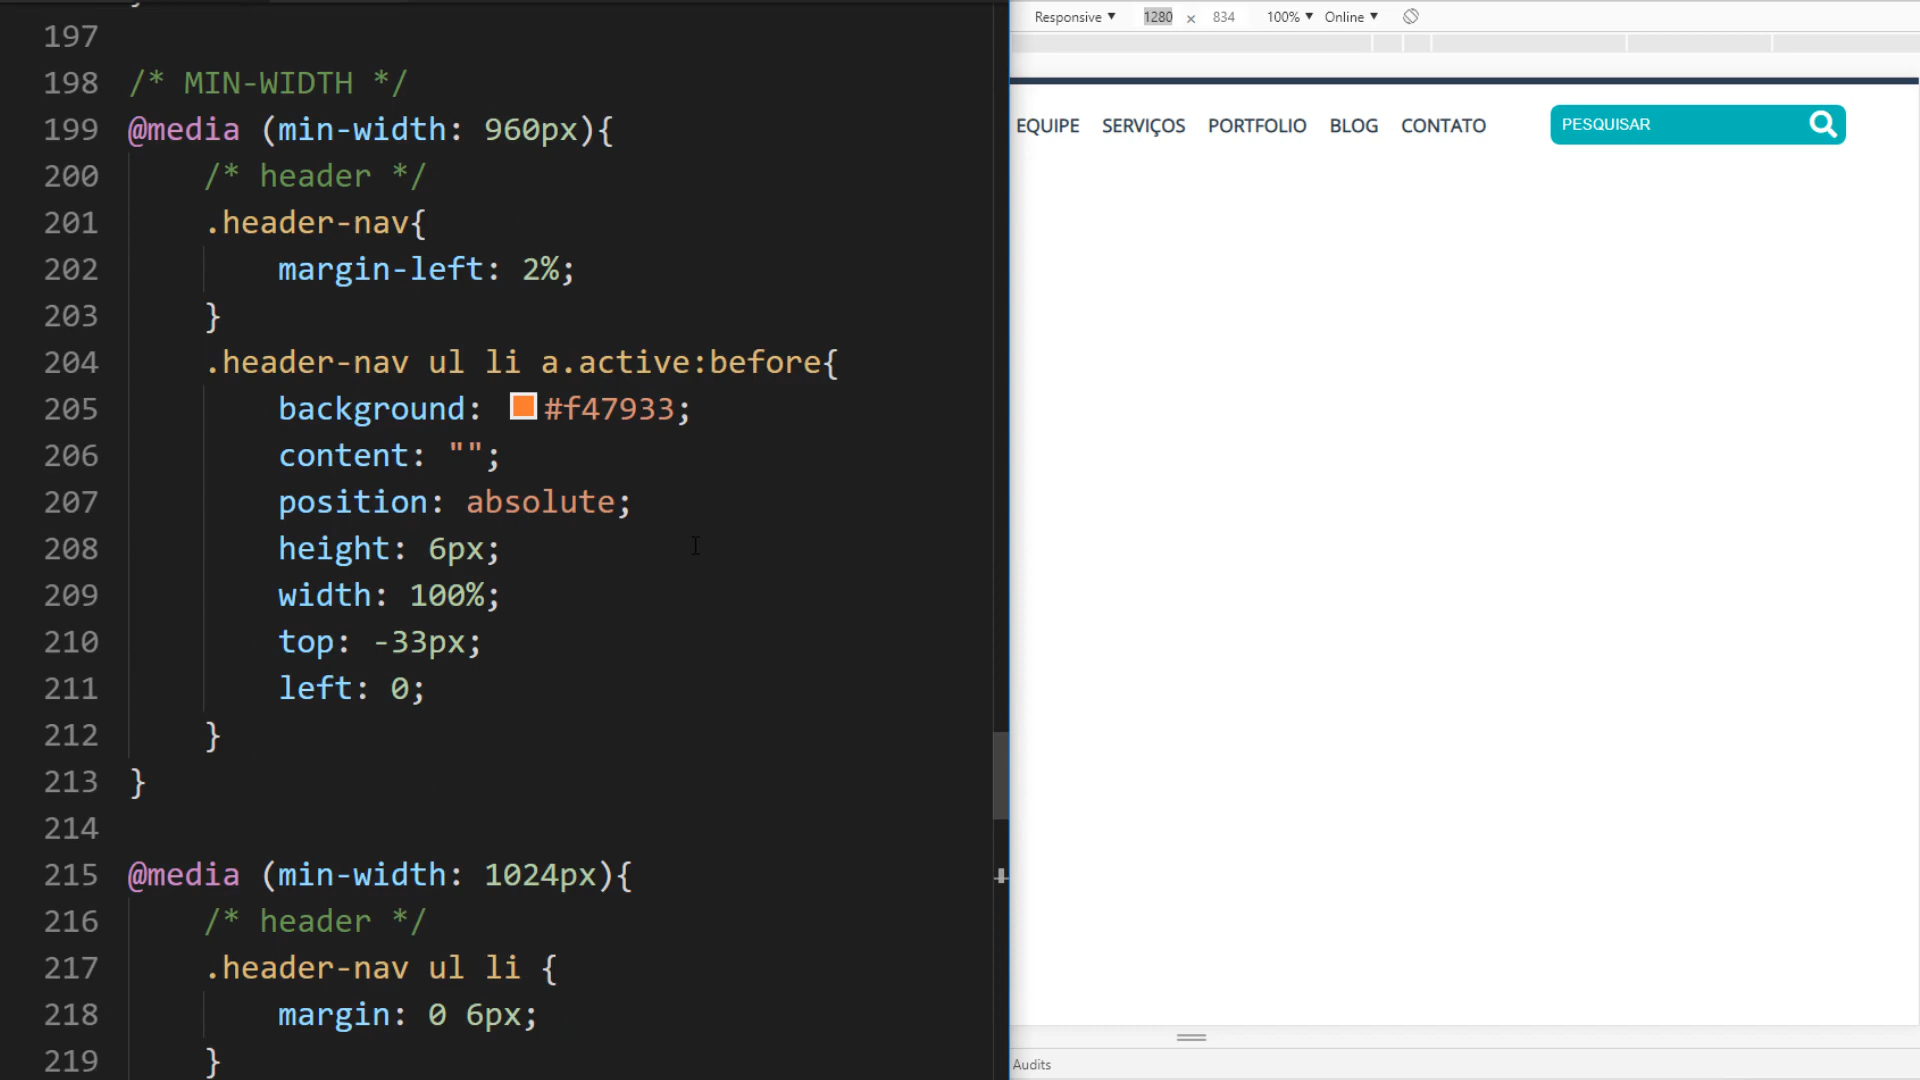 197
198 /* MIN-WIDTH */
199 @media (min-width: 960px){
200 /* header */
201 .header-nav{
202 margin-left: 2%;
203 }
204 .header-nav ul li a.active:before{
205 background: #f47933;
206 content: "";
207 position: absolute;
208 height: 6px;
209 width: 100%;
210 top: -33px;
211 left: 0;
212 }
213 }
214
215 @media (min-width: 1024px){
216 /* header */
217 .header-nav ul li {
218 margin: 0 6px;
219 }
Responsive ▼ 1280 x 834 100% ▼ Online ▼
EQUIPE SERVIÇOS PORTFOLIO BLOG CONTATO PESQUISAR
Audits